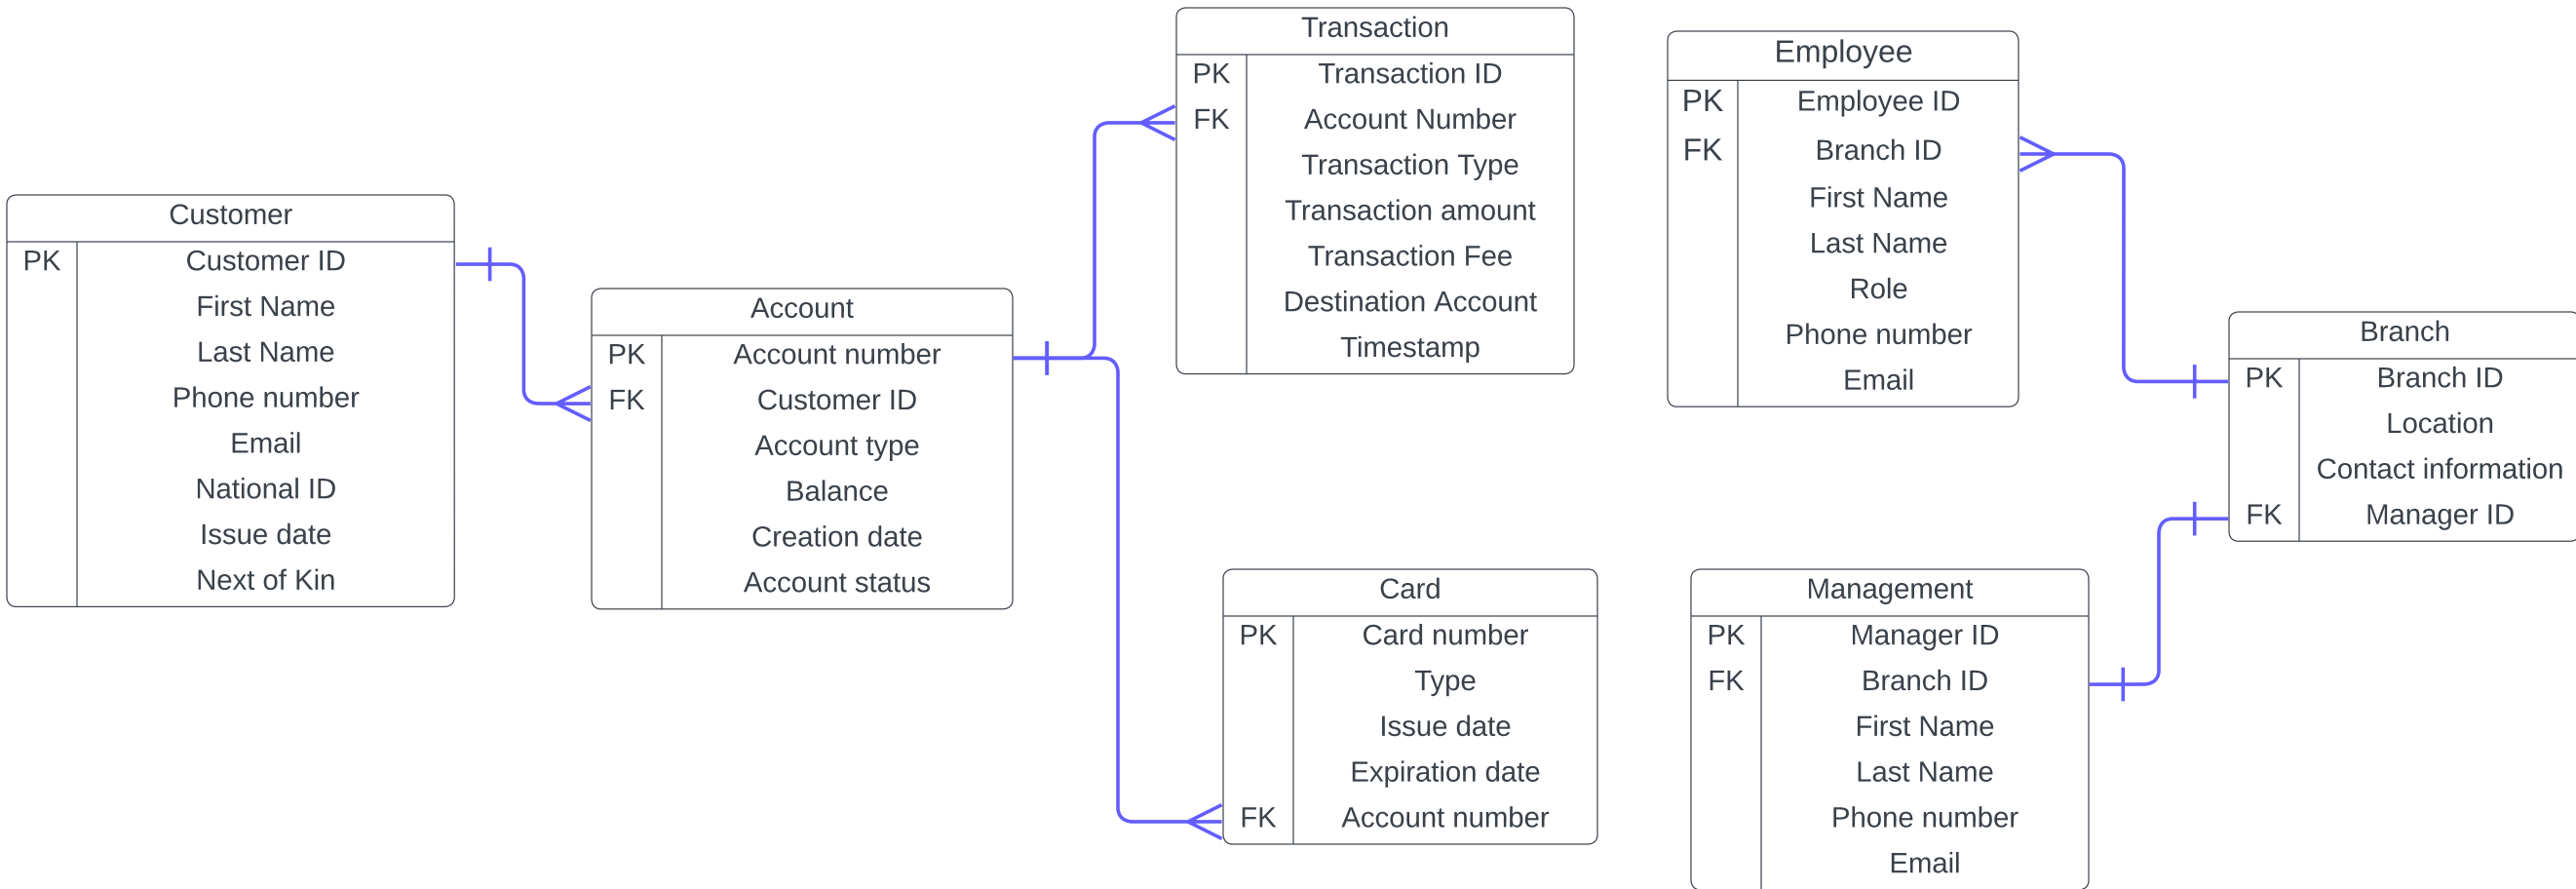 Customer
PK Customer ID
First Name
Last Name
Phone number
Email
National ID
Issue date
Next of Kin
Account
PK Account number
FK Customer ID
Account type
Balance
Creation date
Account status
Transaction
PK Transaction ID
FK Account Number
Transaction Type
Transaction amount
Transaction Fee
Destination Account
Timestamp
Card
PK Card number
Type
Issue date
Expiration date
FK Account number
Employee
PK Employee ID
FK Branch ID
First Name
Last Name
Role
Phone number
Email
Branch
PK Branch ID
Location
Contact information
FK Manager ID
Management
PK Manager ID
FK Branch ID
First Name
Last Name
Phone number
Email